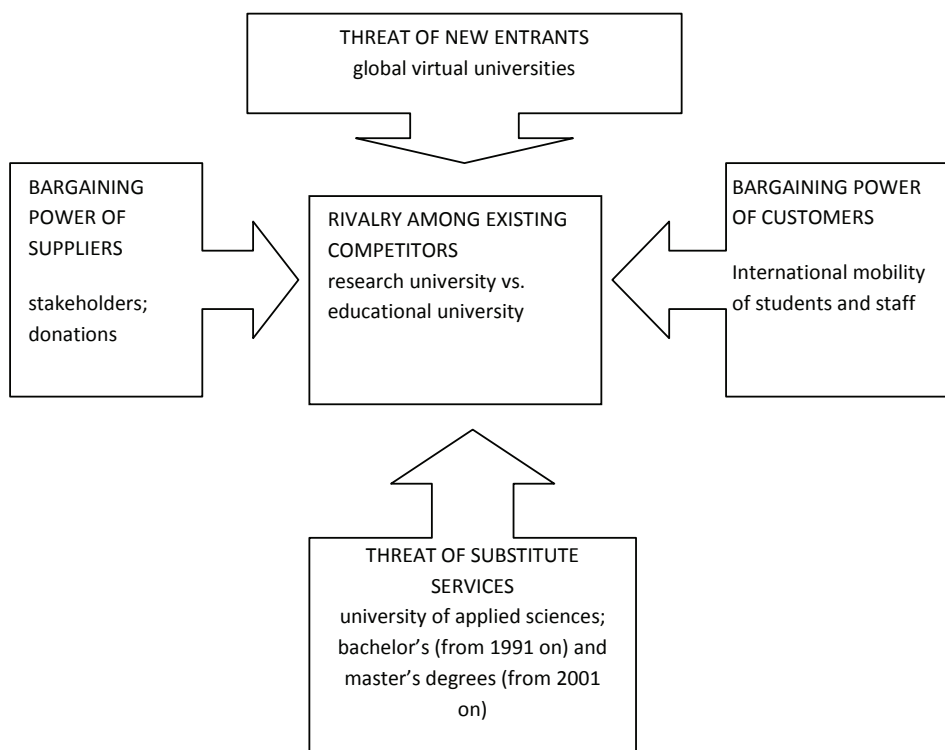 THREAT OF NEW ENTRANTS
global virtual universities
BARGAINING
POWER OF
SUPPLIERS
stakeholders;
donations
RIVALRY AMONG EXISTING
COMPETITORS
research university vs.
educational university
BARGAINING POWER
OF CUSTOMERS
International mobility
of students and staff
THREAT OF SUBSTITUTE
SERVICES
university of applied sciences;
bachelor’s (from 1991 on) and
master’s degrees (from 2001
on)